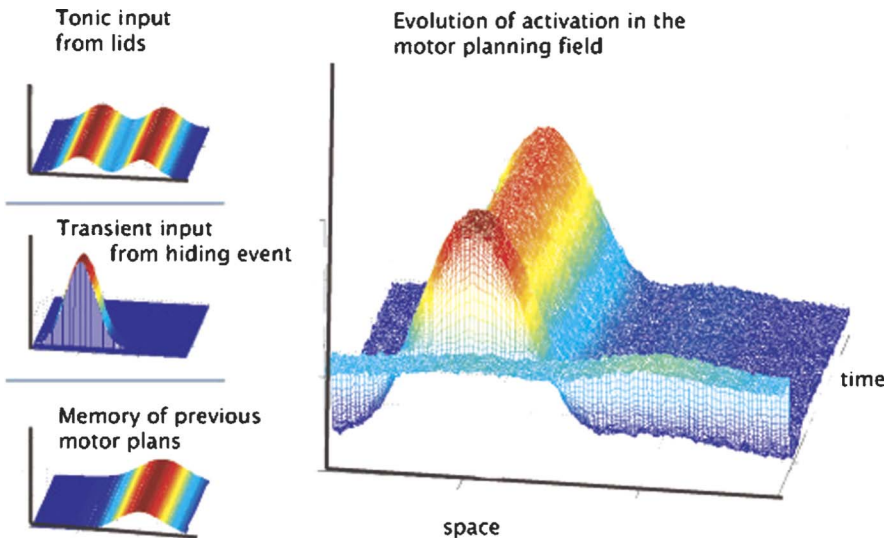 Tonic input
from lids
Transient input
from hiding event
Memory of previous
motor plans
Evolution of activation in the
motor planning field
time
space